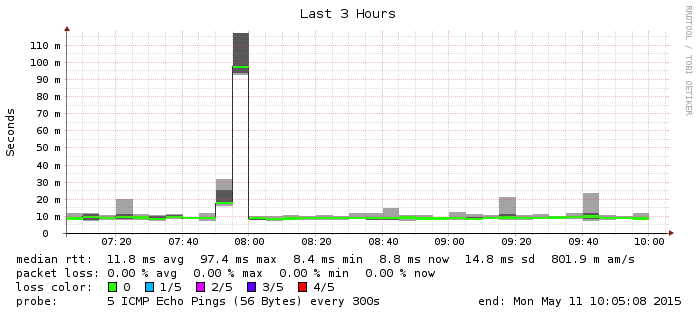 Last 3 Hours
RRDTOOL / TOBI OETIKER
Seconds
110 m
100 m
90 m
80 m
70 m
60 m
50 m
40 m
30 m
20 m
10 m
0
07:20 07:40 08:00 08:20 08:40 09:00 09:20 09:40 10:00
median rtt: 11.8 ms avg 97.4 ms max 8.4 ms min 8.8 ms now 14.8 ms sd 801.9 m am/s
packet loss: 0.00 % avg 0.00 % max 0.00 % min 0.00 % now
loss color: 0 1/5 2/5 3/5 4/5
probe: 5 ICMP Echo Pings (56 Bytes) every 300s end: Mon May 11 10:05:08 2015